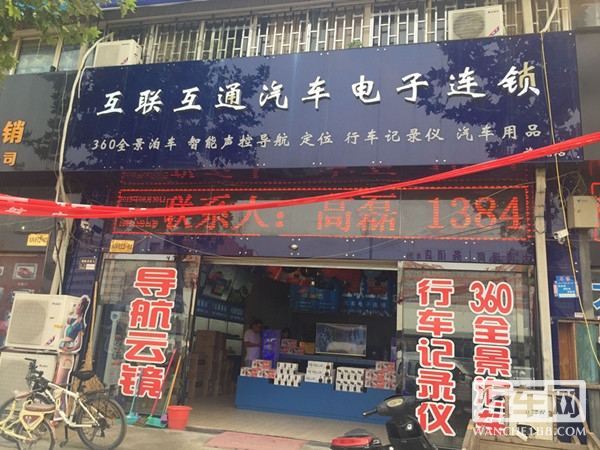 互联互通汽车电子连锁
360全景泊车 智能声控导航 定位 行车记录仪 汽车用品
销
司
联系人：高磊 1384
导航云镜
行车记录仪
360全景
汽车网
WANCHE168.COM